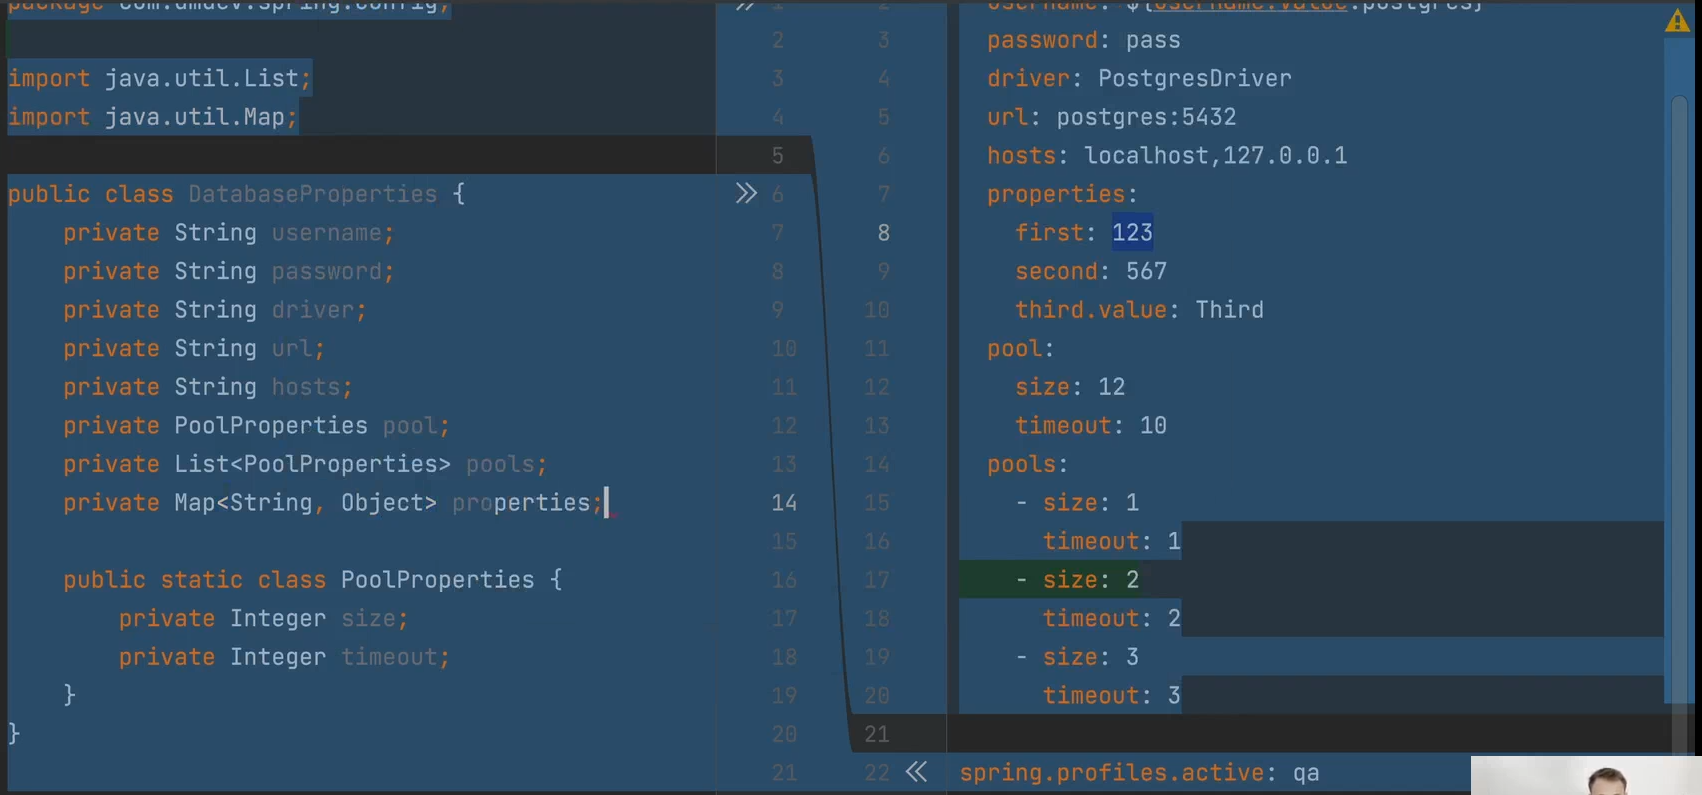 package com.dmdev.spring.config;
import java.util.List;
import java.util.Map;
public class DatabaseProperties {
private String username;
private String password;
private String driver;
private String url;
private String hosts;
private PoolProperties pool;
private List<PoolProperties> pools;
private Map<String, Object> properties;
public static class PoolProperties {
private Integer size;
private Integer timeout;
}
}
1
2
3
4
5
6
7
8
9
10
11
12
13
14
15
16
17
18
19
20
21
2
3
4
5
6
7
8
9
10
11
12
13
14
15
16
17
18
19
20
21
22
username: ${username.value:postgres}
password: pass
driver: PostgresDriver
url: postgres:5432
hosts: localhost,127.0.0.1
properties:
first: 123
second: 567
third.value: Third
pool:
size: 12
timeout: 10
pools:
- size: 1
timeout: 1
- size: 2
timeout: 2
- size: 3
timeout: 3
spring.profiles.active: qa